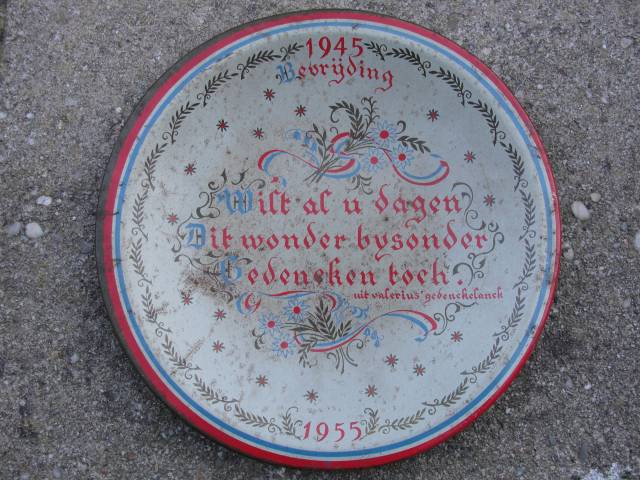 1945
Bevrijding
Wilt al u dagen
Dit wonder bysonder
Gedencken toch.
uit valerius' gedenckclanck
1955